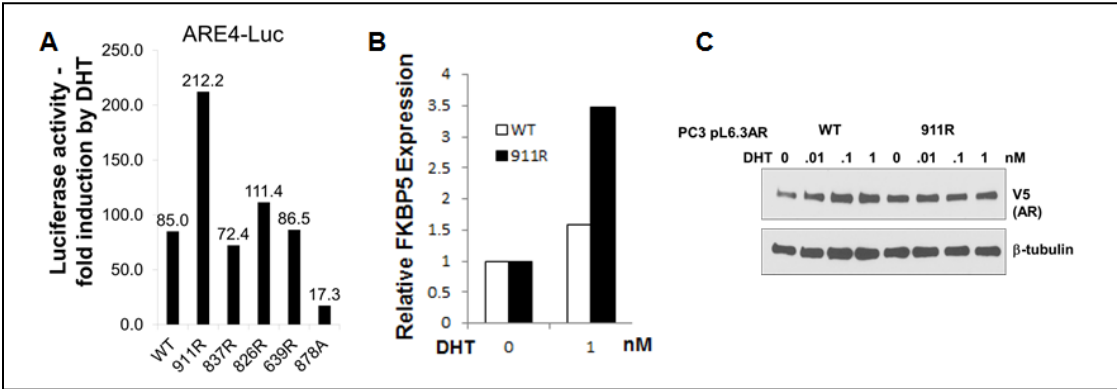 A
ARE4-Luc
Luciferase activity -
fold induction by DHT
250.0
200.0
150.0
100.0
50.0
0.0
85.0
212.2
72.4
111.4
86.5
17.3
WT
911R
837R
826R
639R
878A
B
Relative FKBP5 Expression
4
3.5
3
2.5
2
1.5
1
0.5
0
WT
911R
DHT 0 1 nM
C
PC3 pL6.3AR WT 911R
DHT 0 .01 .1 1 0 .01 .1 1 nM
V5
(AR)
β-tubulin